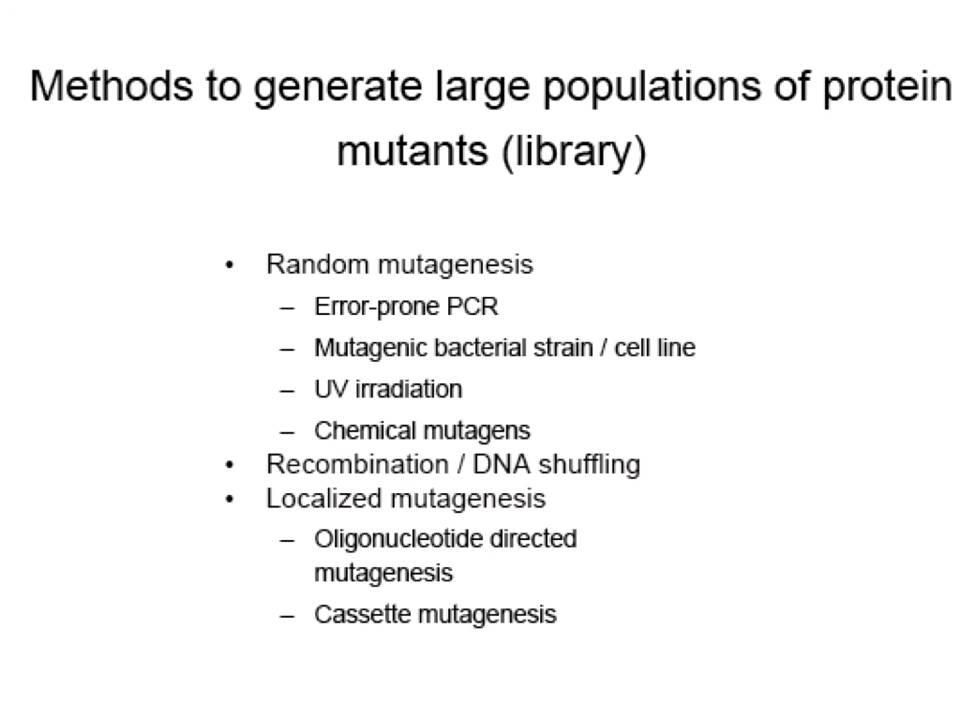 Methods to generate large populations of protein
mutants (library)
• Random mutagenesis
– Error-prone PCR
– Mutagenic bacterial strain / cell line
– UV irradiation
– Chemical mutagens
• Recombination / DNA shuffling
• Localized mutagenesis
– Oligonucleotide directed
mutagenesis
– Cassette mutagenesis